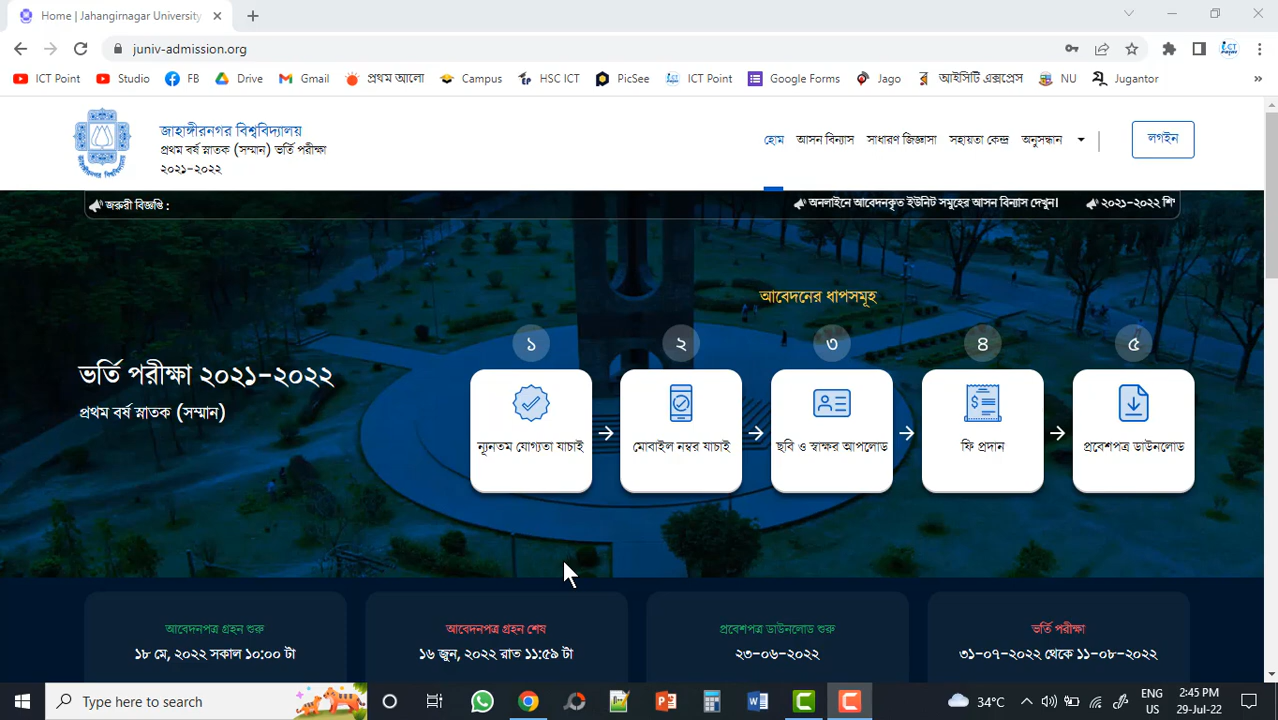 Home | Jahangirnagar University
juniv-admission.org
ICT Point
Studio
FB
Drive
Gmail
প্রথম আলো
Campus
HSC ICT
PicSee
ICT Point
Google Forms
Jago
আইসিটি এক্সপ্রেস
NU
Jugantor
»
জাহাঙ্গীরনগর বিশ্ববিদ্যালয়
প্রথম বর্ষ স্নাতক (সম্মান) ভর্তি পরীক্ষা
২০২১-২০২২
হোম
আসন বিন্যাস
সাধারণ জিজ্ঞাসা
সহায়তা কেন্দ্র
অনুসন্ধান
লগইন
জরুরী বিজ্ঞপ্তি :
অনলাইনে আবেদনকৃত ইউনিট সমূহের আসন বিন্যাস দেখুন।
২০২১-২০২২ শি
আবেদনের ধাপসমূহ
১
২
৩
৪
৫
ভর্তি পরীক্ষা ২০২১-২০২২
প্রথম বর্ষ স্নাতক (সম্মান)
ন্যূনতম যোগ্যতা যাচাই
মোবাইল নম্বর যাচাই
ছবি ও স্বাক্ষর আপলোড
ফি প্রদান
প্রবেশপত্র ডাউনলোড
আবেদনপত্র গ্রহন শুরু
১৮ মে, ২০২২ সকাল ১০:০০ টা
আবেদনপত্র গ্রহন শেষ
১৬ জুন, ২০২২ রাত ১১:৫৯ টা
প্রবেশপত্র ডাউনলোড শুরু
২৩-০৬-২০২২
ভর্তি পরীক্ষা
৩১-০৭-২০২২ থেকে ১১-০৮-২০২২
Type here to search
34°C
ENG
US
2:45 PM
29-Jul-22